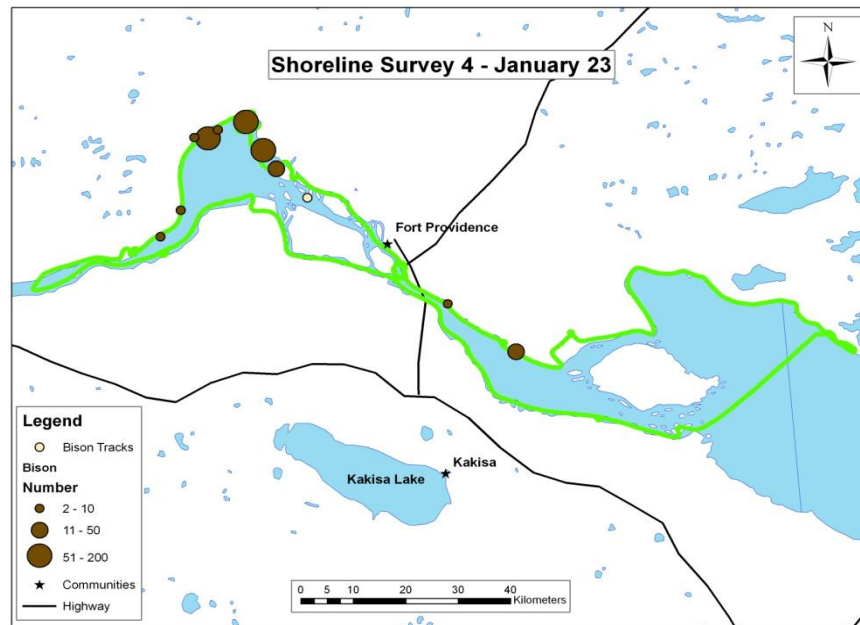 Shoreline Survey 4 - January 23
Fort Providence
Kakisa
Kakisa Lake
Legend
Bison Tracks
Bison
Number
2 - 10
11 - 50
51 - 200
Communities
Highway
0 5 10 20 30 40
Kilometers